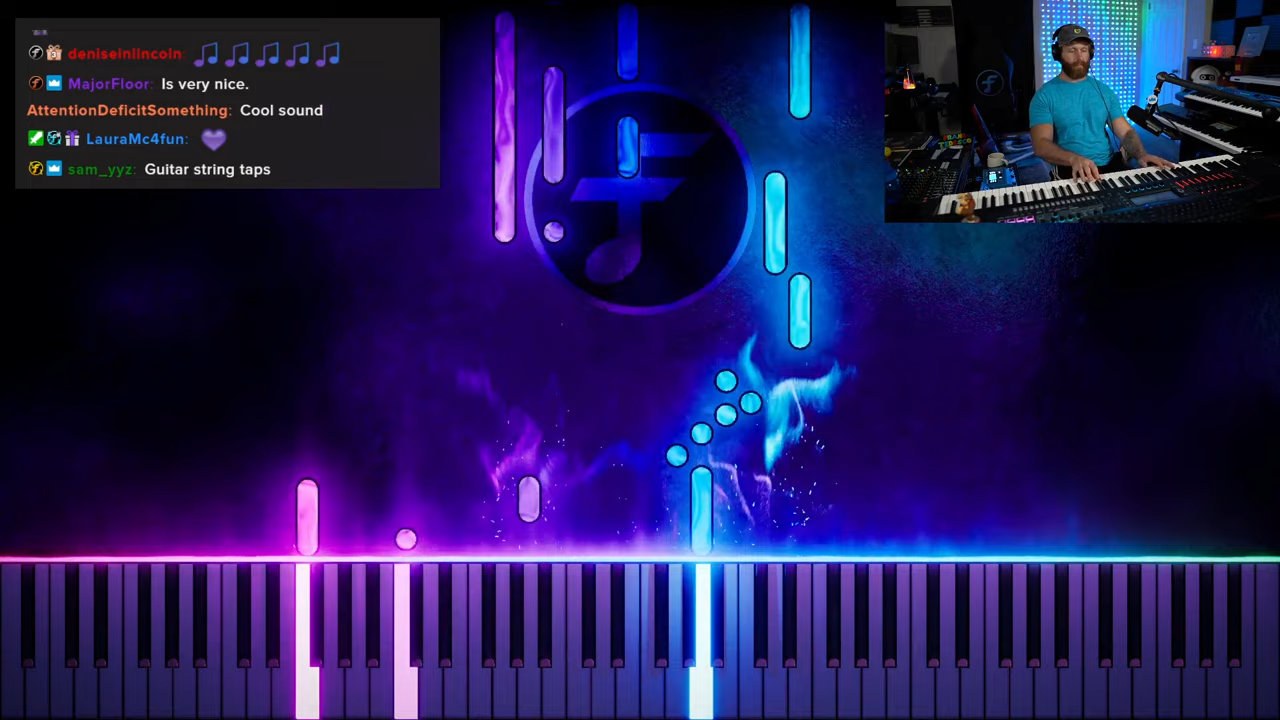 deniseinlincoln:
MajorFloor: Is very nice.
AttentionDeficitSomething: Cool sound
LauraMc4fun:
sam_yyz: Guitar string taps